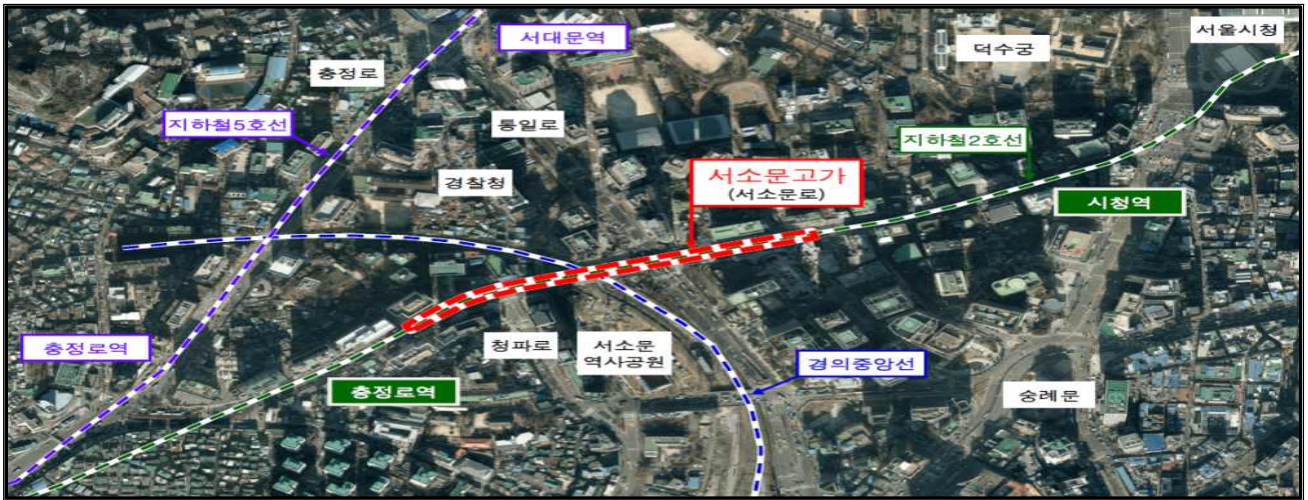 서울시청
서대문역
덕수궁
충정로
지하철5호선
통일로
지하철2호선
경찰청
서소문고가
(서소문로)
시청역
충정로역
청파로
서소문
역사공원
경의중앙선
충정로역
숭례문